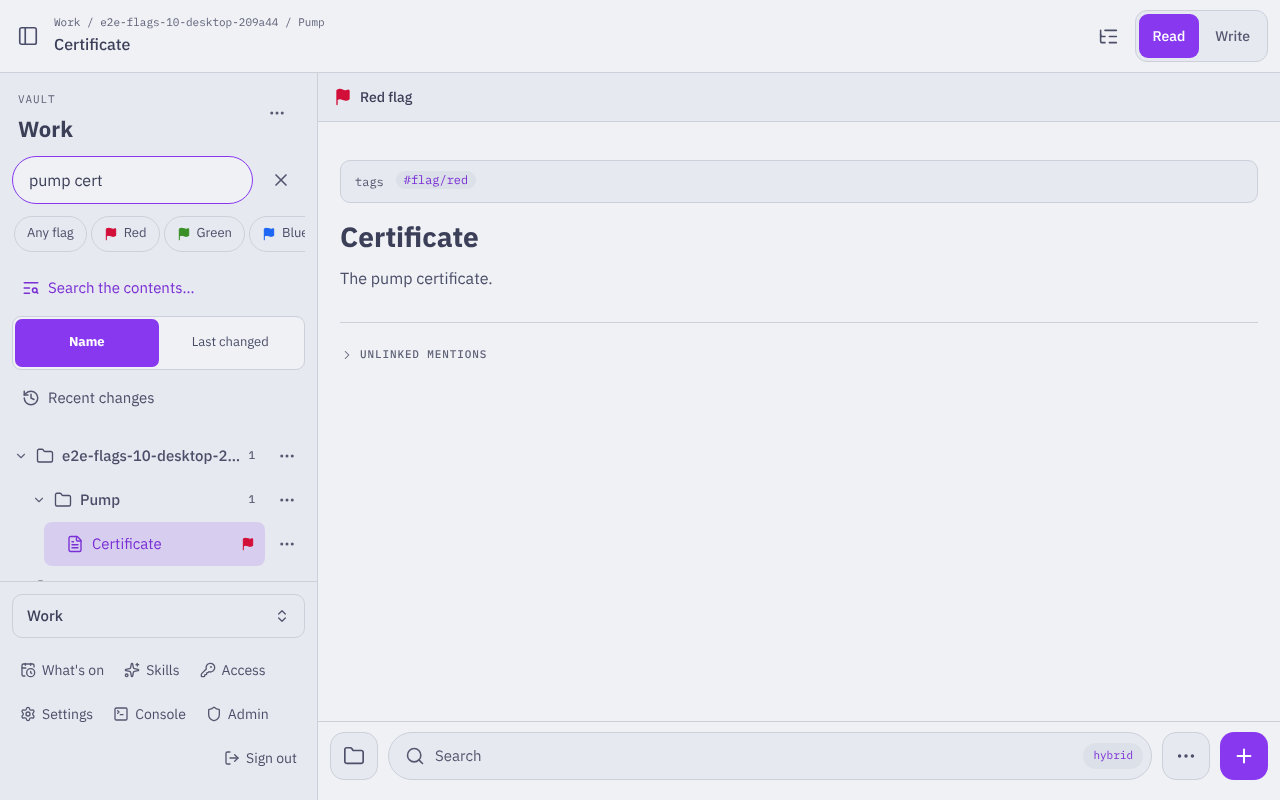 Work / e2e-flags-10-desktop-209a44 / Pump
Certificate
Read
Write
VAULT
Work
pump cert
Any flag
Red
Green
Blue
Search the contents...
Name
Last changed
Recent changes
e2e-flags-10-desktop-2... 1
Pump 1
Certificate
Work
What's on
Skills
Access
Settings
Console
Admin
Sign out
Red flag
tags #flag/red
Certificate
The pump certificate.
UNLINKED MENTIONS
Search
hybrid